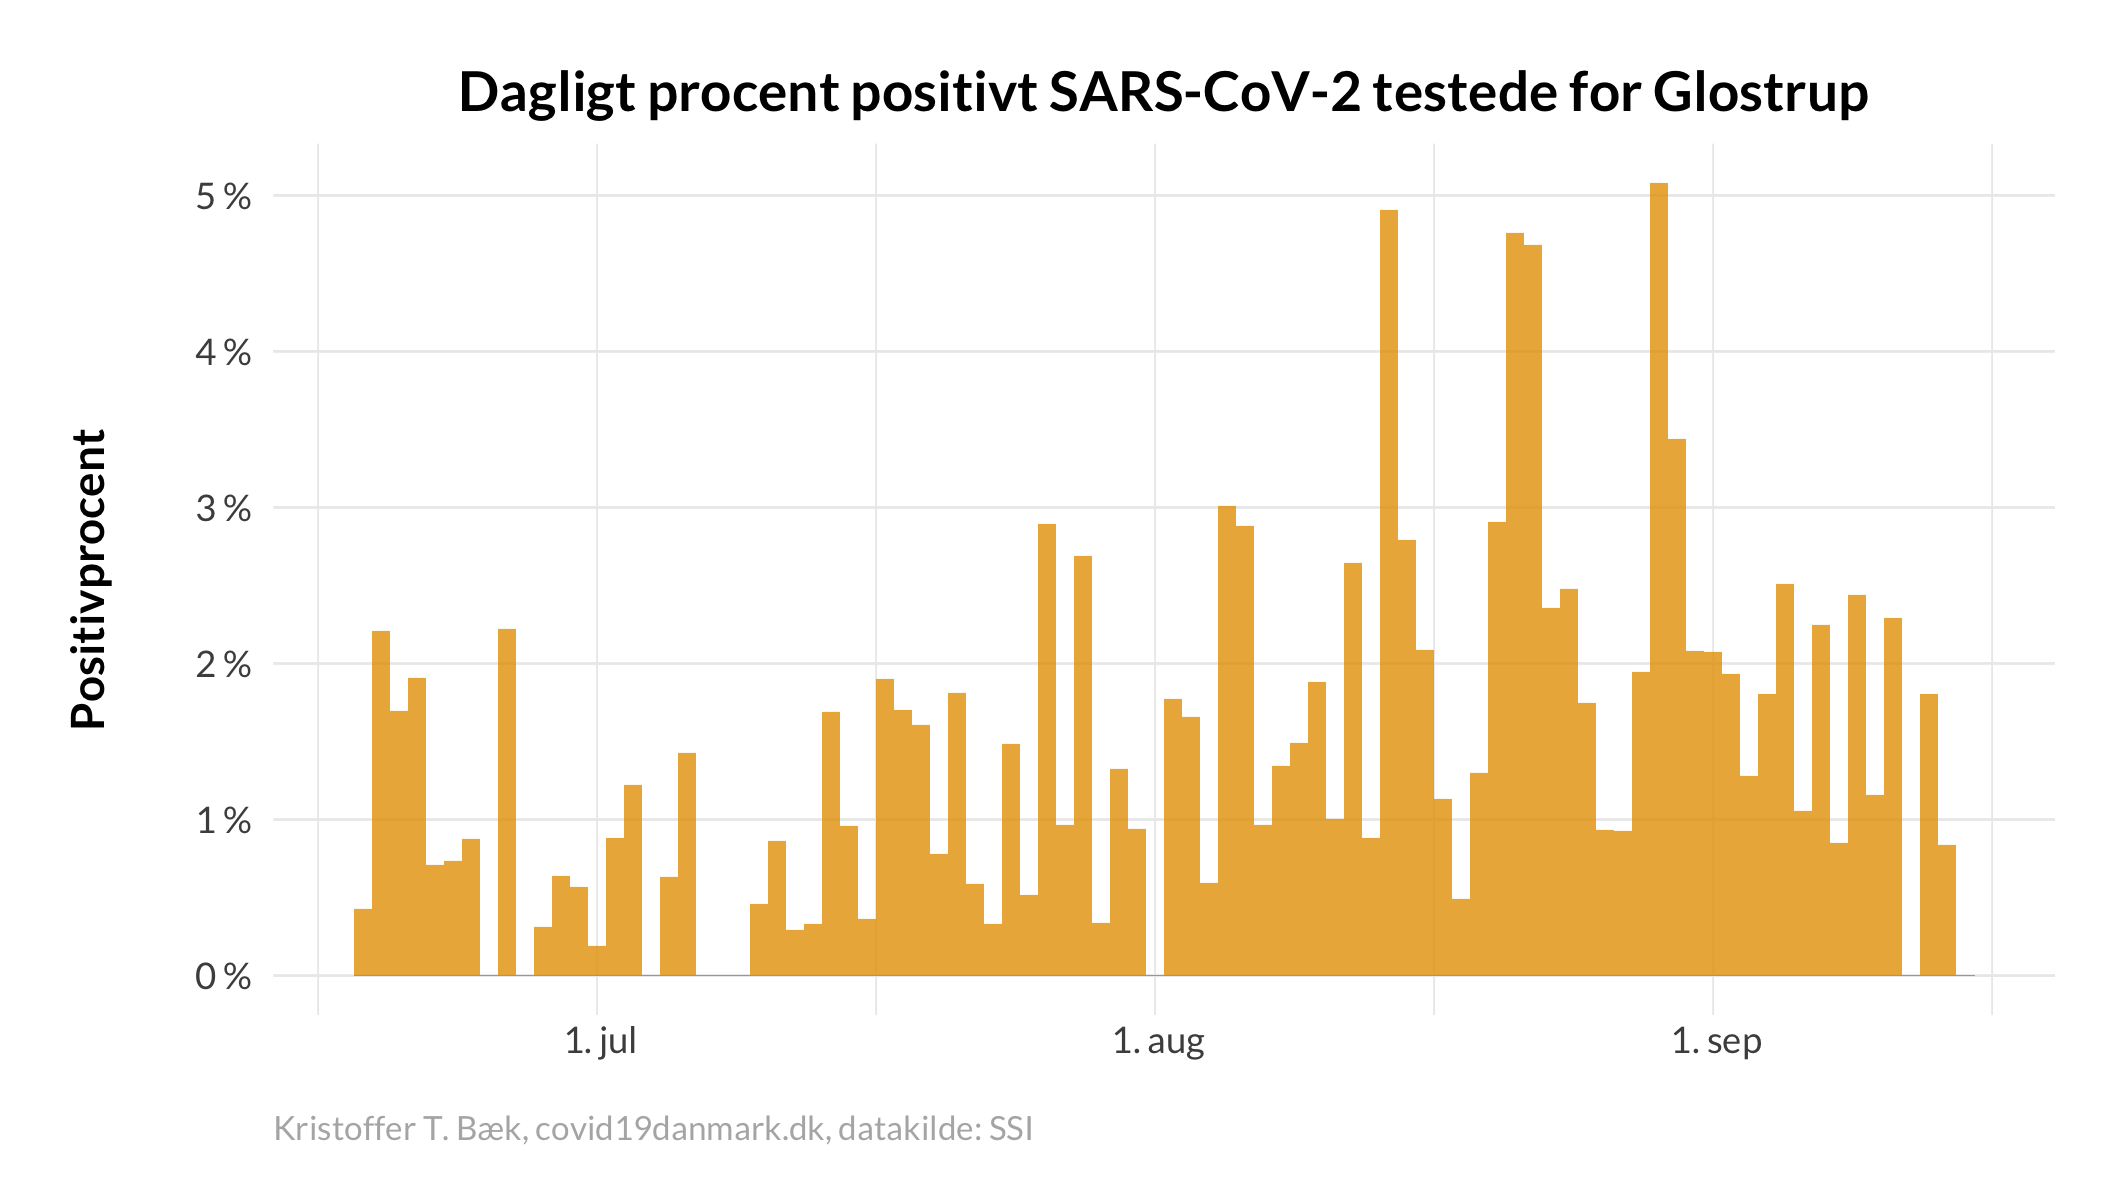 Dagligt procent positivt SARS-CoV-2 testede for Glostrup
Positivprocent
5 %
4 %
3 %
2 %
1 %
0 %
1. jul
1. aug
1. sep
Kristoffer T. Bæk, covid19danmark.dk, datakilde: SSI